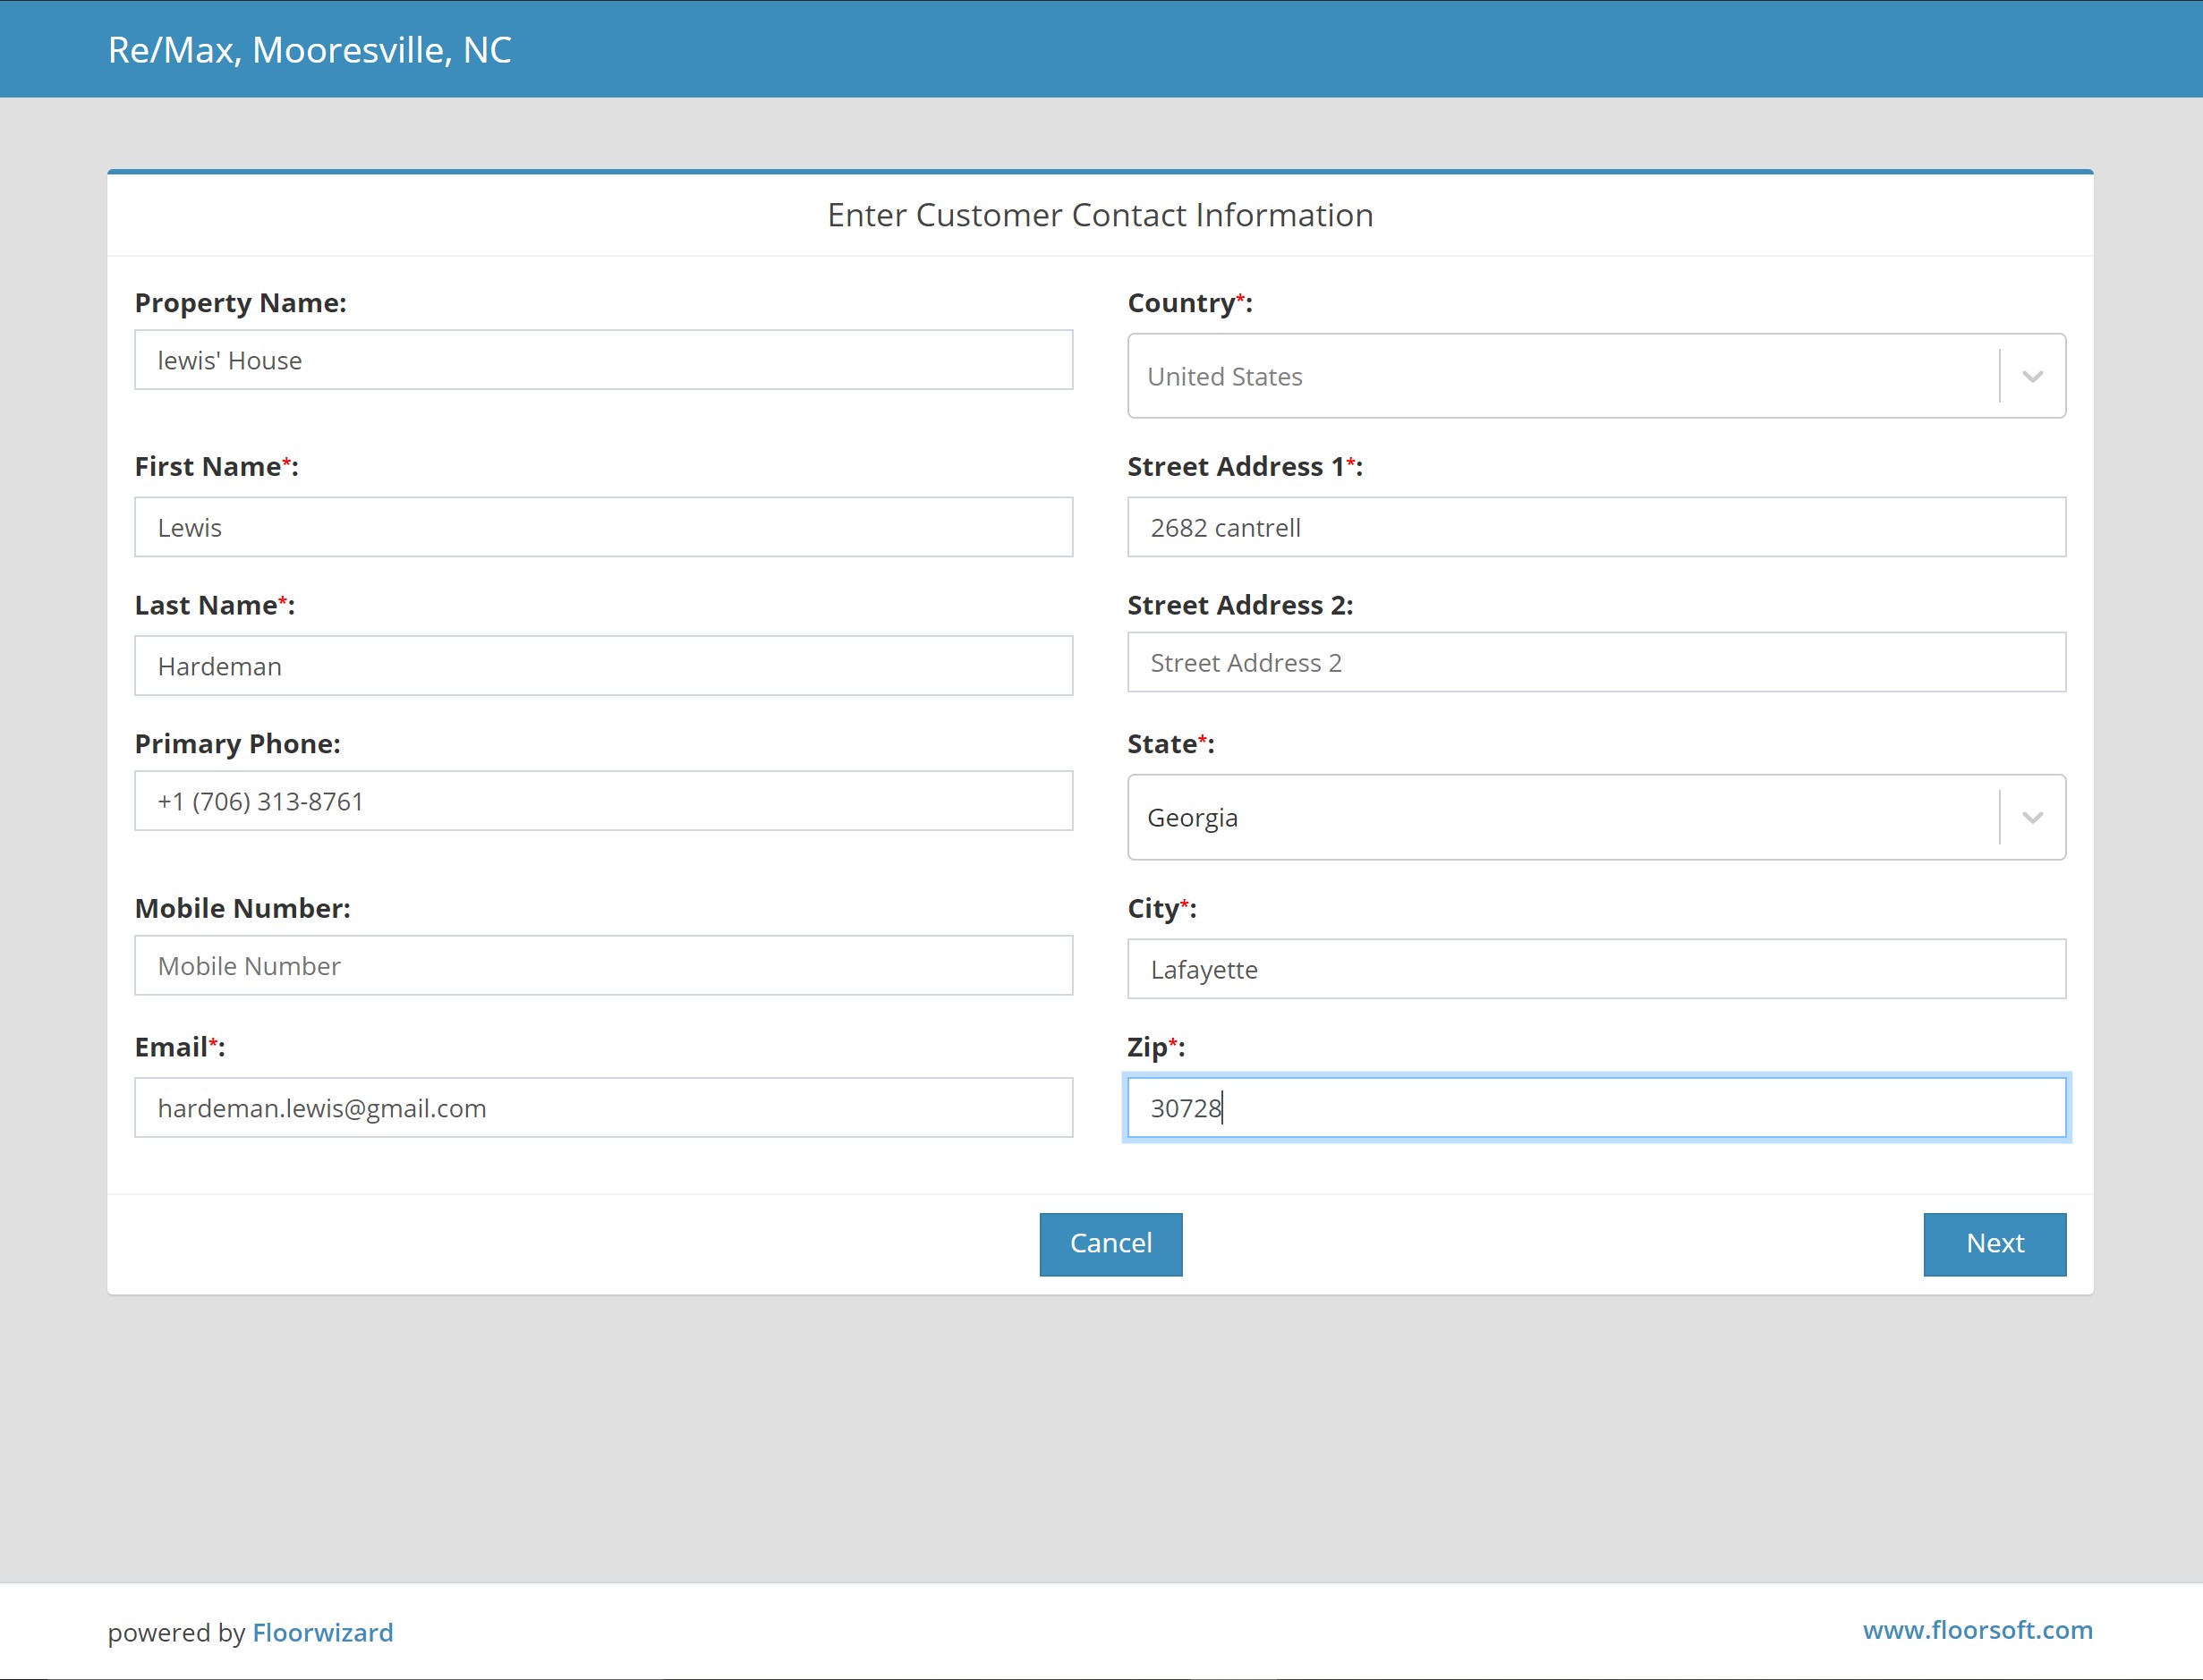 Re/Max, Mooresville, NC
Enter Customer Contact Information
Property Name:
lewis' House
Country*:
United States
First Name*:
Lewis
Street Address 1*:
2682 cantrell
Last Name*:
Hardeman
Street Address 2:
Street Address 2
Primary Phone:
+1 (706) 313-8761
State*:
Georgia
Mobile Number:
Mobile Number
City*:
Lafayette
Email*:
hardeman.lewis@gmail.com
Zip*:
30728
Cancel
Next
powered by Floorwizard
www.floorsoft.com